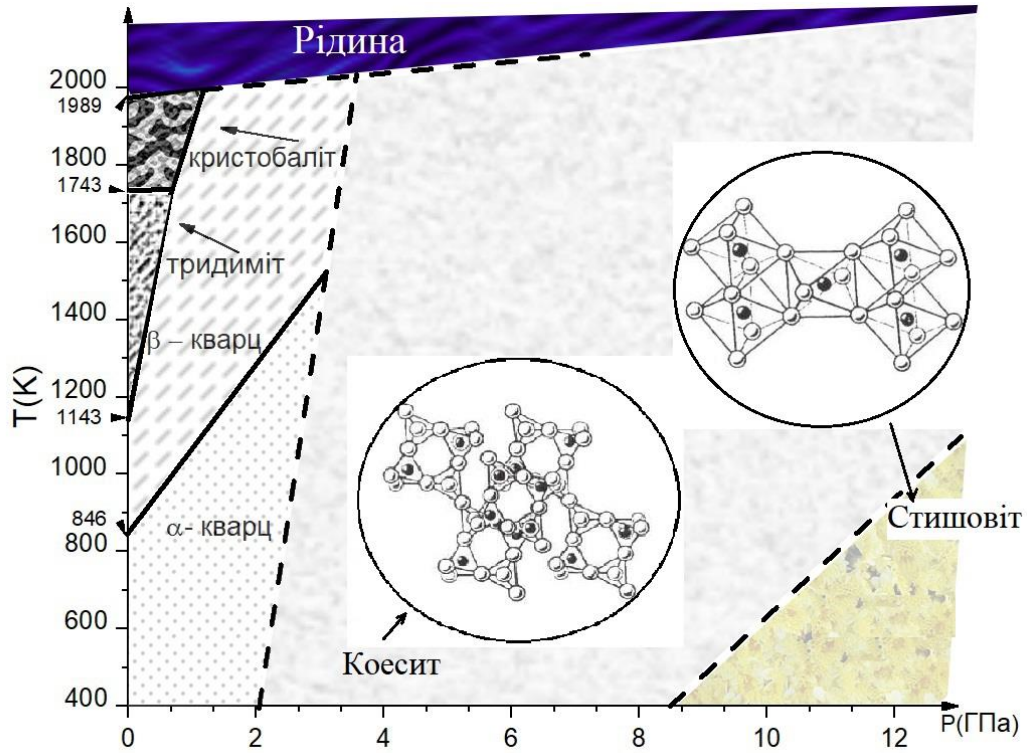 Рідина
2000
1989
кристобаліт
1800
1743
1600
тридиміт
1400
β – кварц
1200
1143
T(K)
1000
846
α- кварц
800
Стишовіт
600
Коесит
400
0
2
4
6
8
10
12
Р(ГПа)